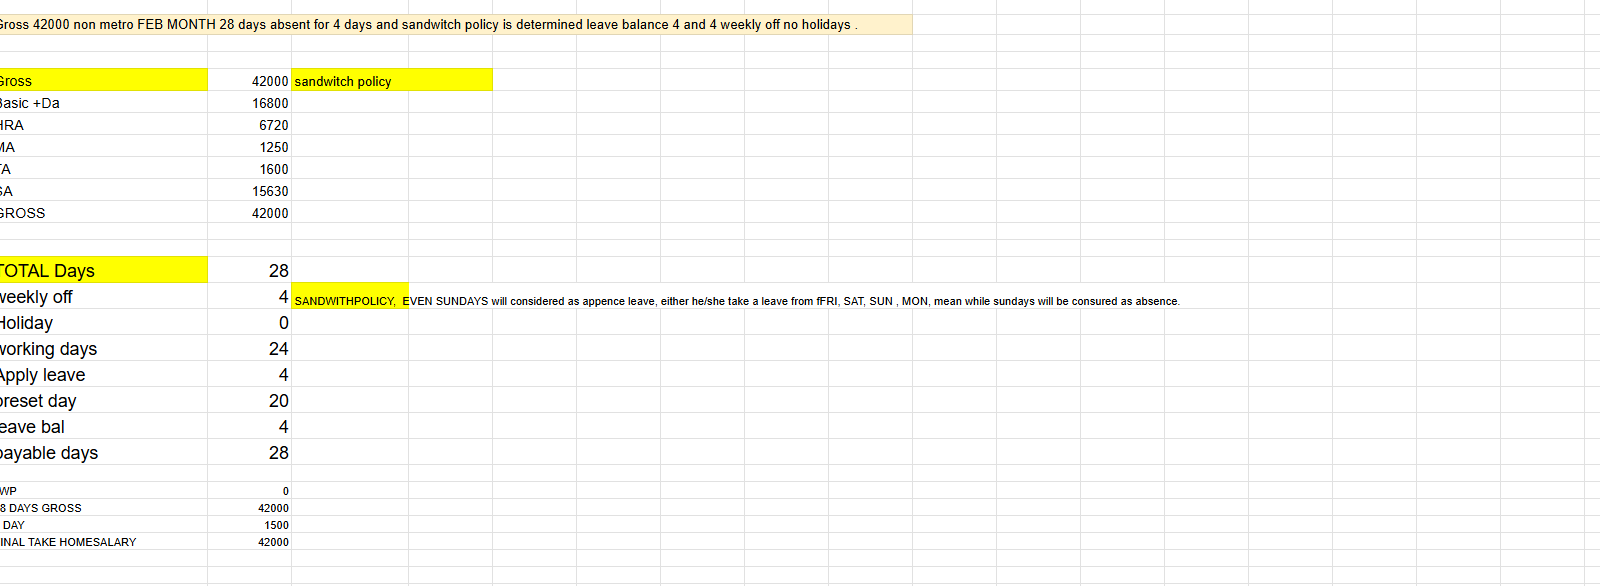 Gross 42000 non metro FEB MONTH 28 days absent for 4 days and sandwitch policy is determined leave balance 4 and 4 weekly off no holidays .
Gross 42000 sandwitch policy
Basic +Da 16800
HRA 6720
MA 1250
TA 1600
SA 15630
GROSS 42000
TOTAL Days 28
weekly off 4 SANDWITHPOLICY, EVEN SUNDAYS will considered as appence leave, either he/she take a leave from fFRI, SAT, SUN , MON, mean while sundays will be consured as absence.
Holiday 0
working days 24
Apply leave 4
preset day 20
leave bal 4
payable days 28
WP 0
8 DAYS GROSS 42000
DAY 1500
INAL TAKE HOMESALARY 42000